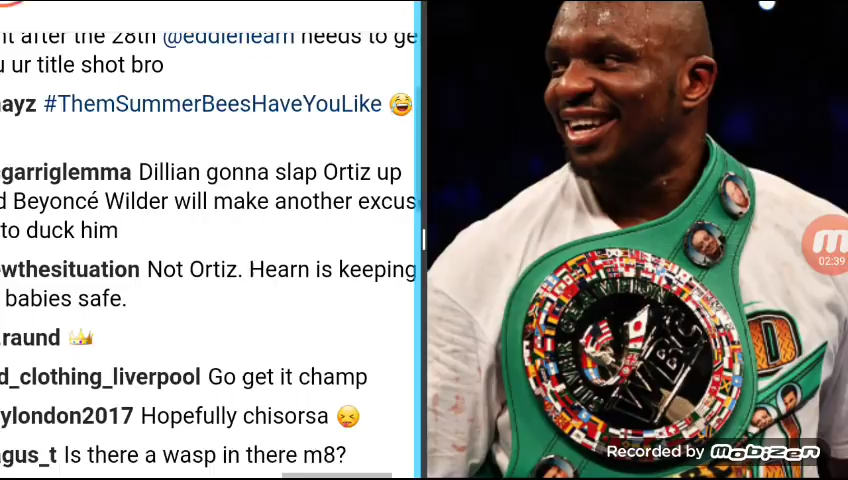 nt after the 28th @eddiehearn needs to ge
u ur title shot bro
ayz #ThemSummerBeesHaveYouLike 😂
garriglemma Dillian gonna slap Ortiz up
d Beyoncé Wilder will make another excus
to duck him
wthesituation Not Ortiz. Hearn is keeping
babies safe.
.raund 👑
d_clothing_liverpool Go get it champ
ylondon2017 Hopefully chisorsa 😝
agus_t Is there a wasp in there m8?
02:39
WBC
Recorded by Mobizen